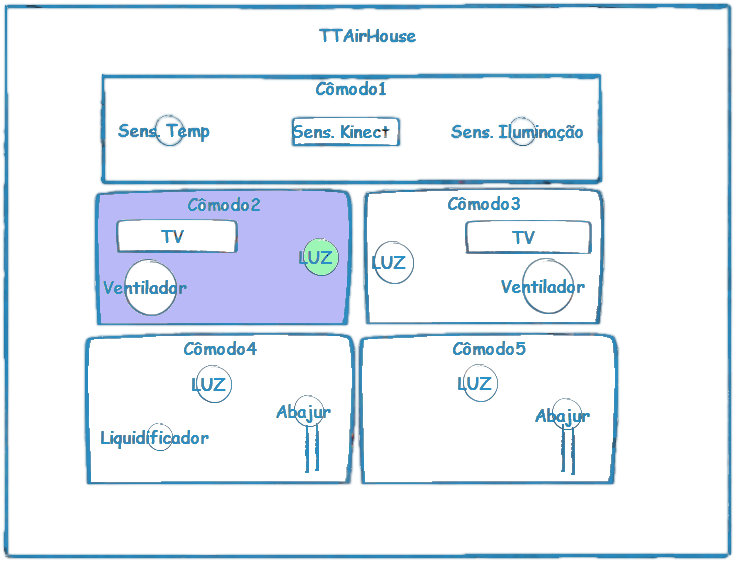 TTAirHouse
Cômodo1
Sens. Temp
Sens. Kinect
Sens. Iluminação
Cômodo2
TV
LUZ
Ventilador
Cômodo3
TV
LUZ
Ventilador
Cômodo4
LUZ
Abajur
Liquidificador
Cômodo5
LUZ
Abajur